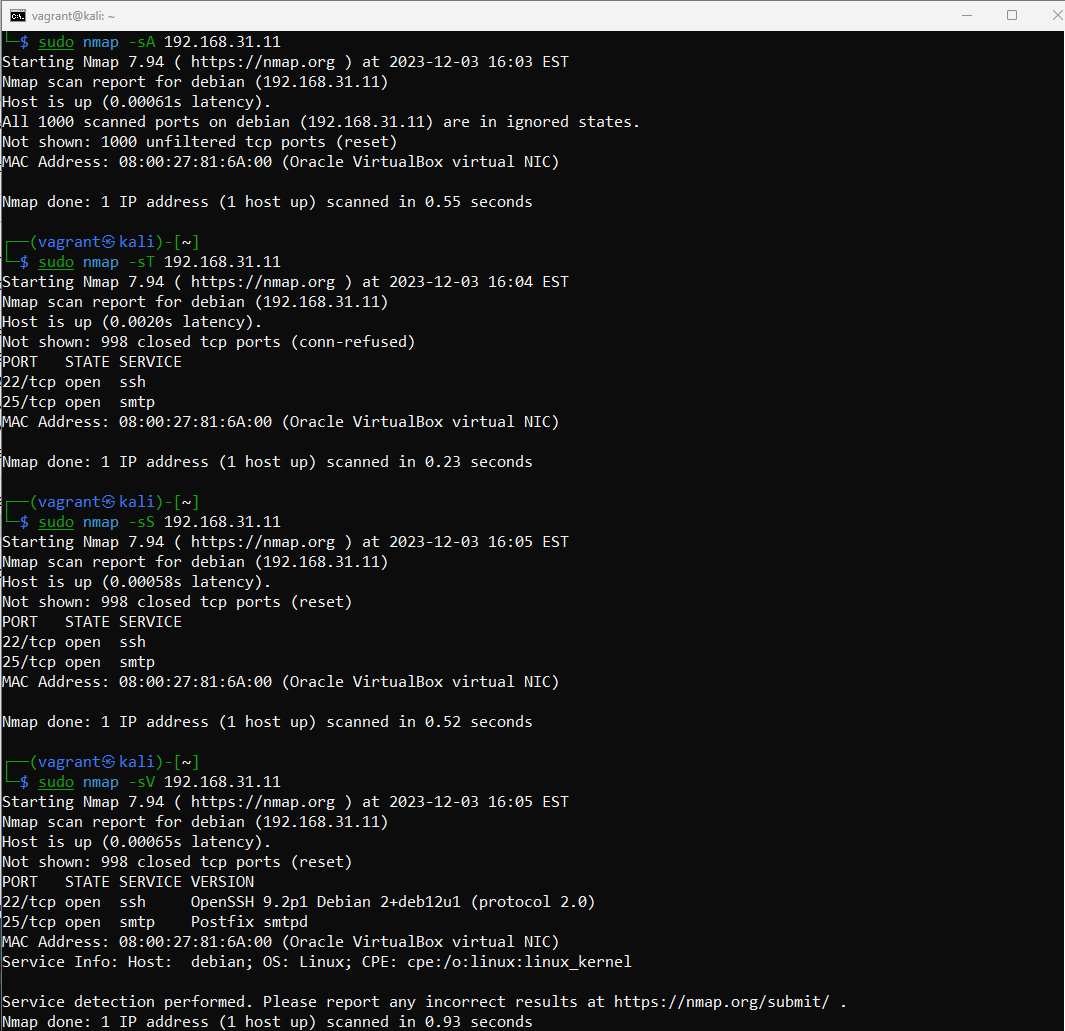 vagrant@kali: ~
└─$ sudo nmap -sA 192.168.31.11
Starting Nmap 7.94 ( https://nmap.org ) at 2023-12-03 16:03 EST
Nmap scan report for debian (192.168.31.11)
Host is up (0.00061s latency).
All 1000 scanned ports on debian (192.168.31.11) are in ignored states.
Not shown: 1000 unfiltered tcp ports (reset)
MAC Address: 08:00:27:81:6A:00 (Oracle VirtualBox virtual NIC)
Nmap done: 1 IP address (1 host up) scanned in 0.55 seconds
┌──(vagrant㉿kali)-[~]
└─$ sudo nmap -sT 192.168.31.11
Starting Nmap 7.94 ( https://nmap.org ) at 2023-12-03 16:04 EST
Nmap scan report for debian (192.168.31.11)
Host is up (0.0020s latency).
Not shown: 998 closed tcp ports (conn-refused)
PORT   STATE SERVICE
22/tcp open  ssh
25/tcp open  smtp
MAC Address: 08:00:27:81:6A:00 (Oracle VirtualBox virtual NIC)
Nmap done: 1 IP address (1 host up) scanned in 0.23 seconds
┌──(vagrant㉿kali)-[~]
└─$ sudo nmap -sS 192.168.31.11
Starting Nmap 7.94 ( https://nmap.org ) at 2023-12-03 16:05 EST
Nmap scan report for debian (192.168.31.11)
Host is up (0.00058s latency).
Not shown: 998 closed tcp ports (reset)
PORT   STATE SERVICE
22/tcp open  ssh
25/tcp open  smtp
MAC Address: 08:00:27:81:6A:00 (Oracle VirtualBox virtual NIC)
Nmap done: 1 IP address (1 host up) scanned in 0.52 seconds
┌──(vagrant㉿kali)-[~]
└─$ sudo nmap -sV 192.168.31.11
Starting Nmap 7.94 ( https://nmap.org ) at 2023-12-03 16:05 EST
Nmap scan report for debian (192.168.31.11)
Host is up (0.00065s latency).
Not shown: 998 closed tcp ports (reset)
PORT   STATE SERVICE VERSION
22/tcp open  ssh     OpenSSH 9.2p1 Debian 2+deb12u1 (protocol 2.0)
25/tcp open  smtp    Postfix smtpd
MAC Address: 08:00:27:81:6A:00 (Oracle VirtualBox virtual NIC)
Service Info: Host:  debian; OS: Linux; CPE: cpe:/o:linux:linux_kernel
Service detection performed. Please report any incorrect results at https://nmap.org/submit/ .
Nmap done: 1 IP address (1 host up) scanned in 0.93 seconds